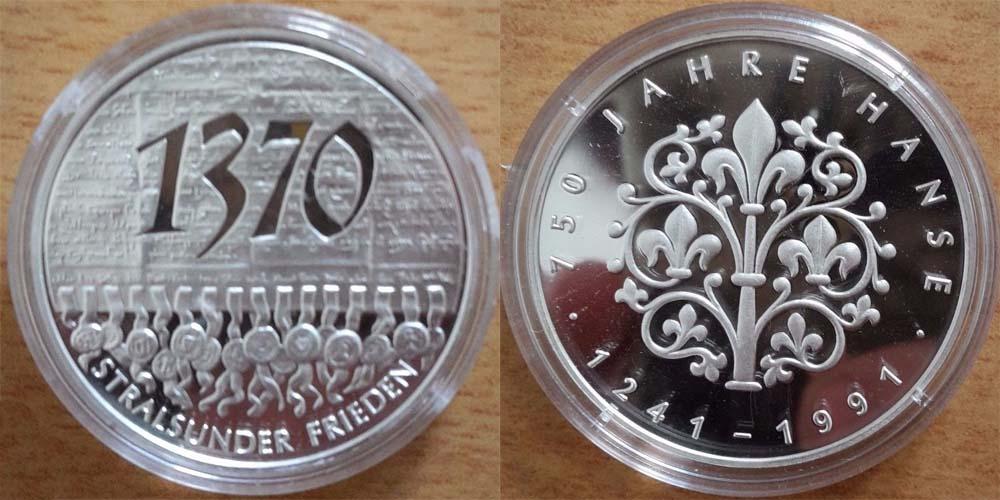 1370
STRALSUNDER FRIEDEN
750 JAHRE HANSE · 1241–1991